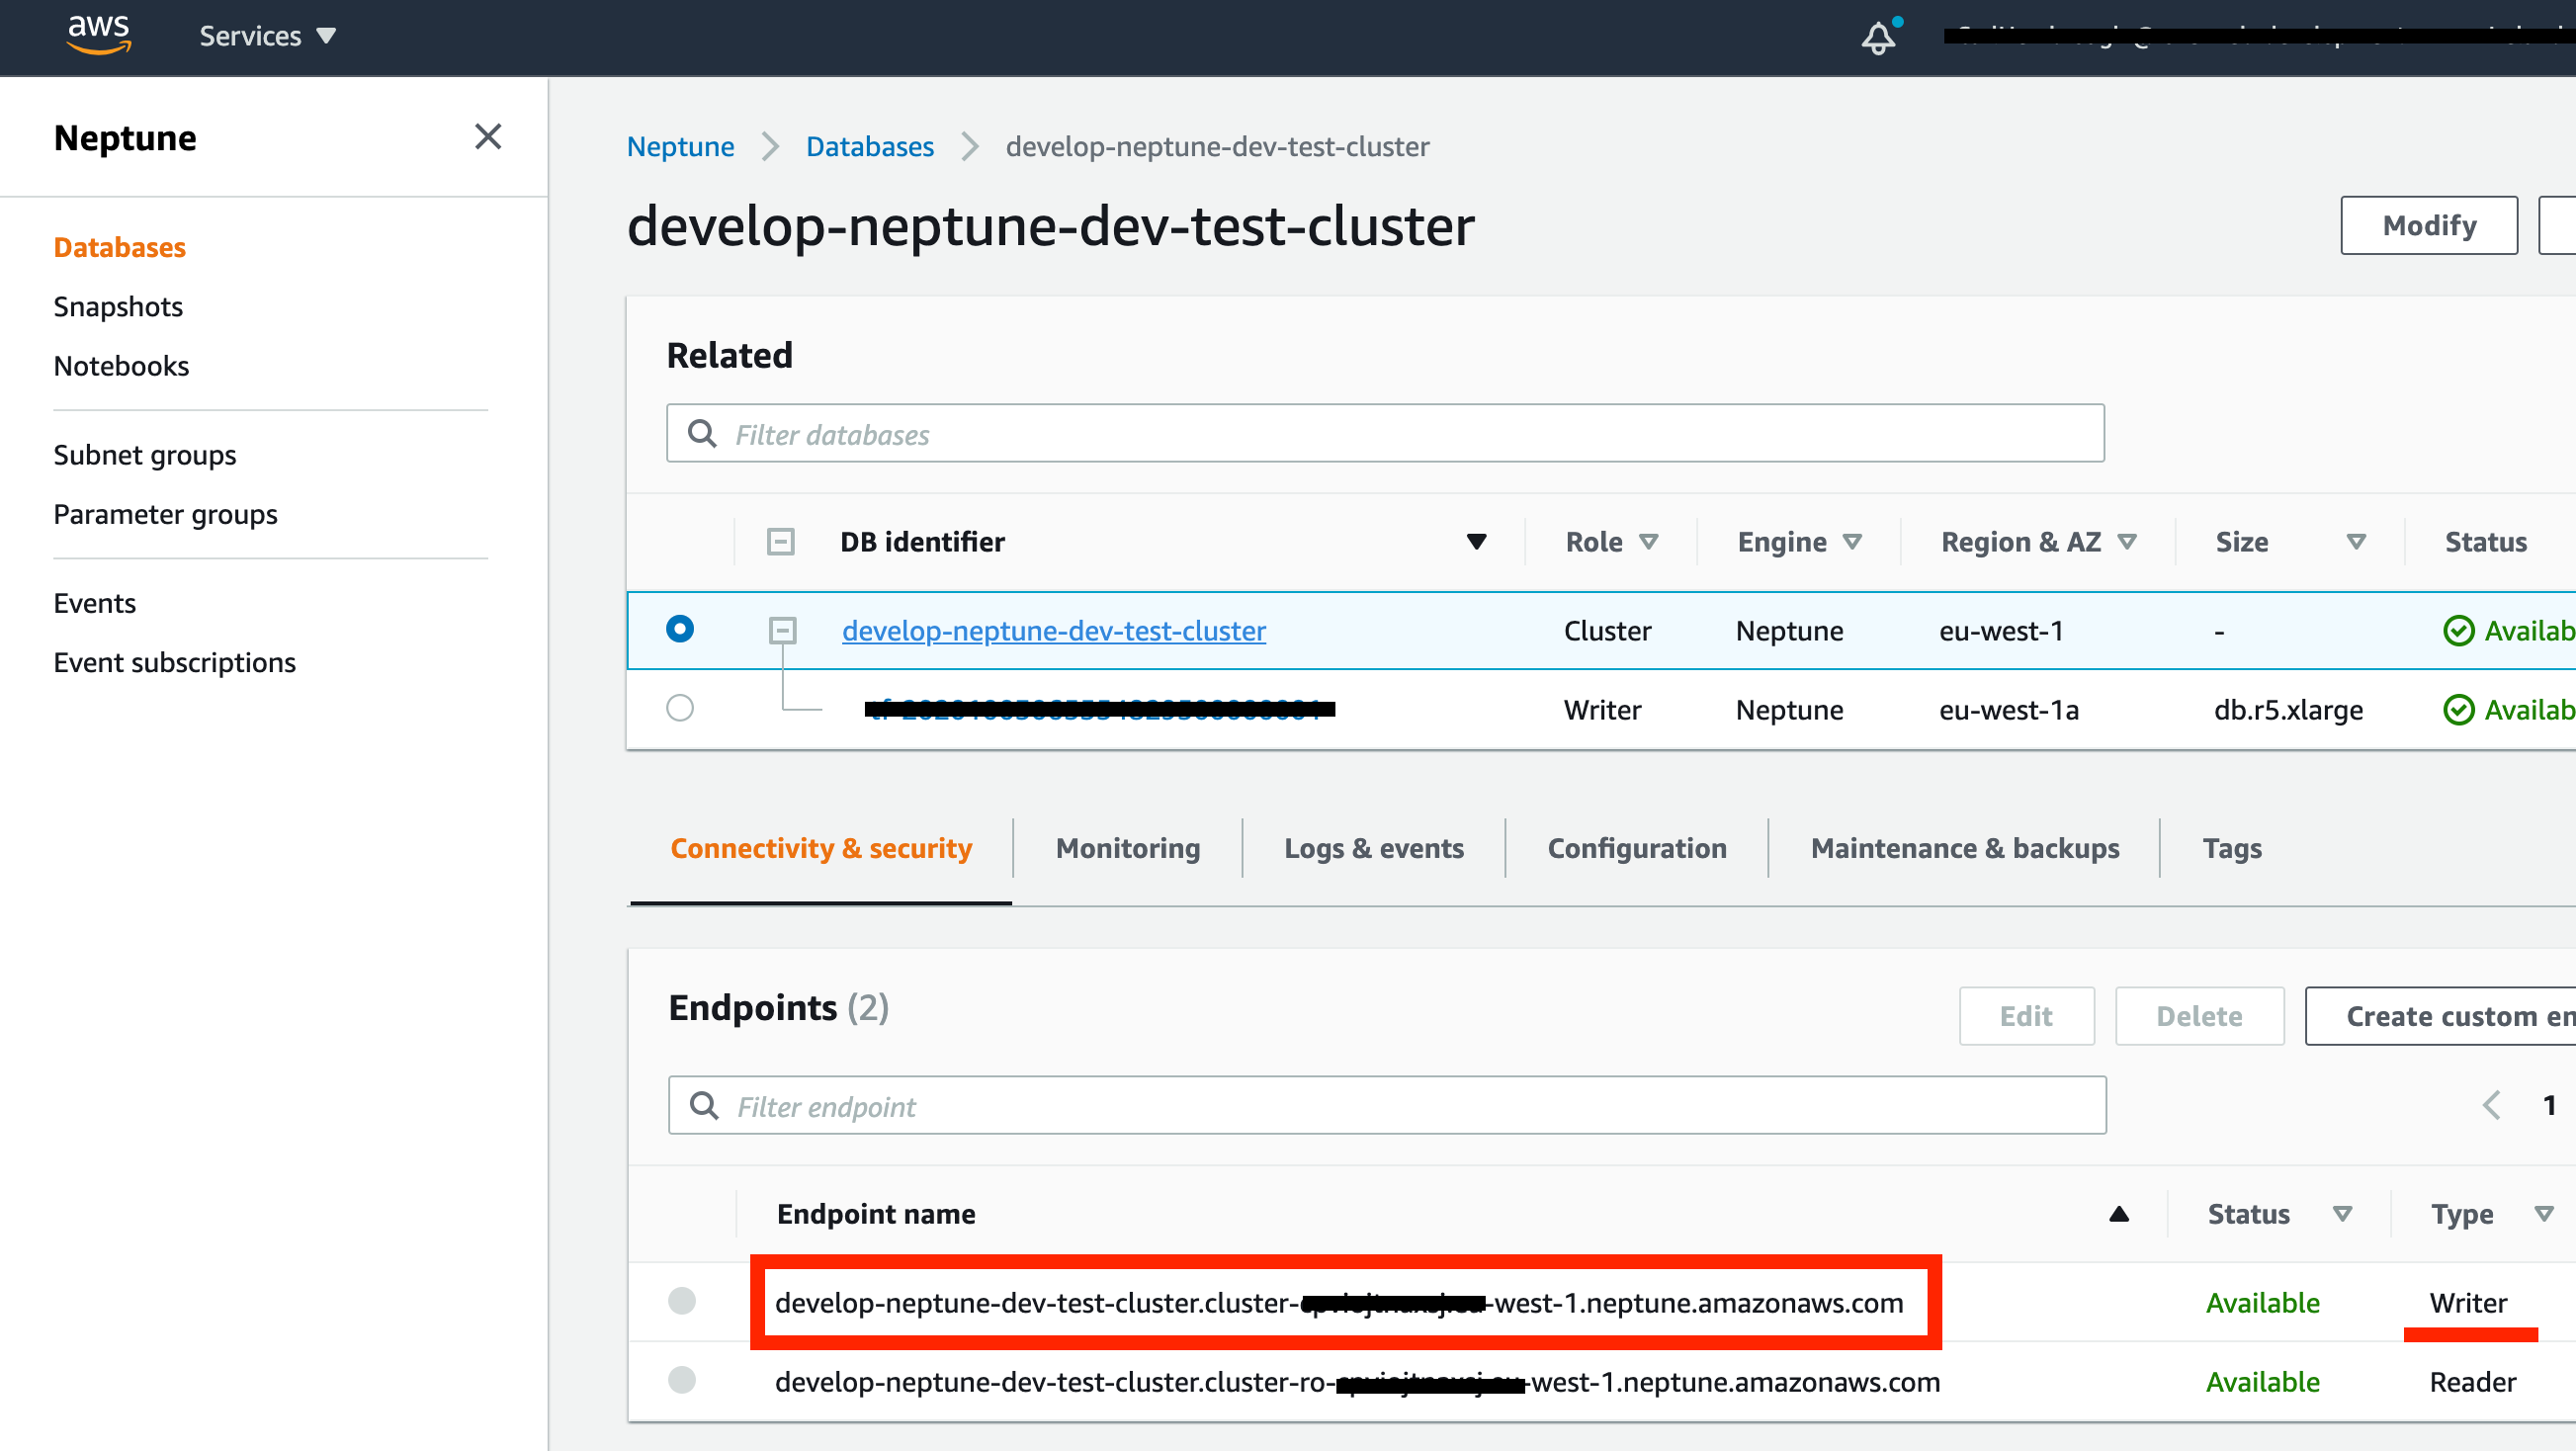 aws Services
Neptune
Databases
Snapshots
Notebooks
Subnet groups
Parameter groups
Events
Event subscriptions
Neptune Databases develop-neptune-dev-test-cluster
develop-neptune-dev-test-cluster Modify
Related
Filter databases
DB identifier Role Engine Region & AZ Size Status
develop-neptune-dev-test-cluster Cluster Neptune eu-west-1 - Availab
Writer Neptune eu-west-1a db.r5.xlarge Availab
Connectivity & security Monitoring Logs & events Configuration Maintenance & backups Tags
Endpoints (2) Edit Delete Create custom en
Filter endpoint 1
Endpoint name Status Type
develop-neptune-dev-test-cluster.cluster- -west-1.neptune.amazonaws.com Available Writer
develop-neptune-dev-test-cluster.cluster-ro- -west-1.neptune.amazonaws.com Available Reader